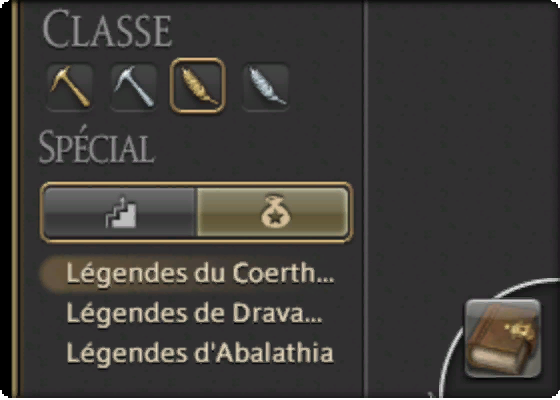 CLASSE
SPÉCIAL
Légendes du Coerth...
Légendes de Drava...
Légendes d'Abalathia